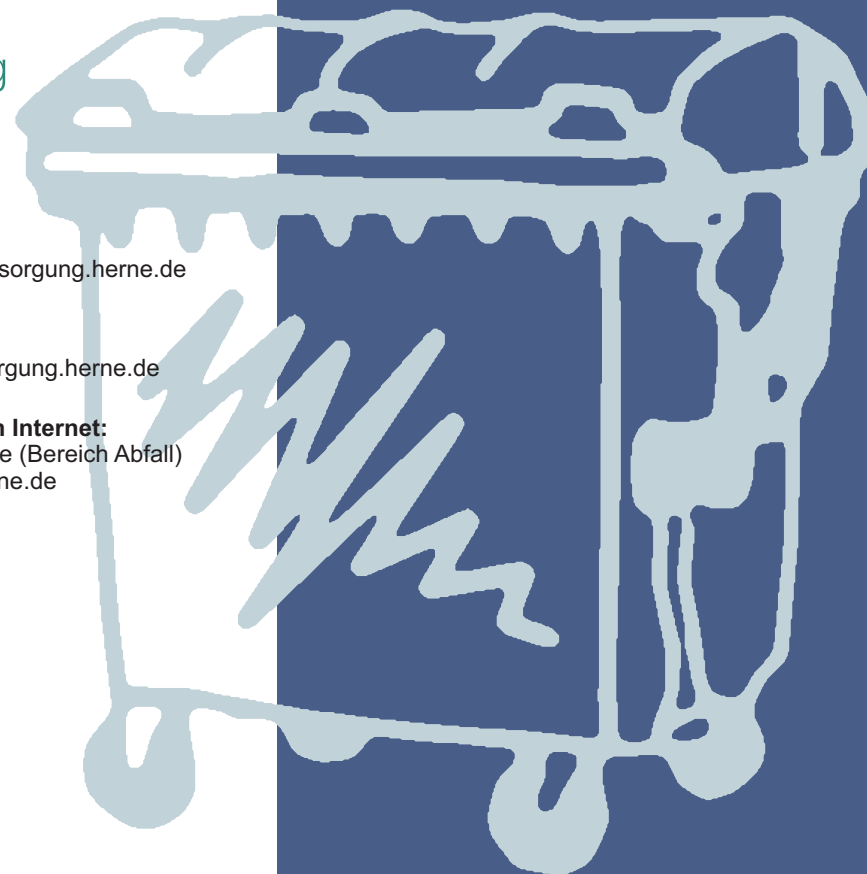 g
sorgung.herne.de
rgung.herne.de
n Internet:
e (Bereich Abfall)
ne.de